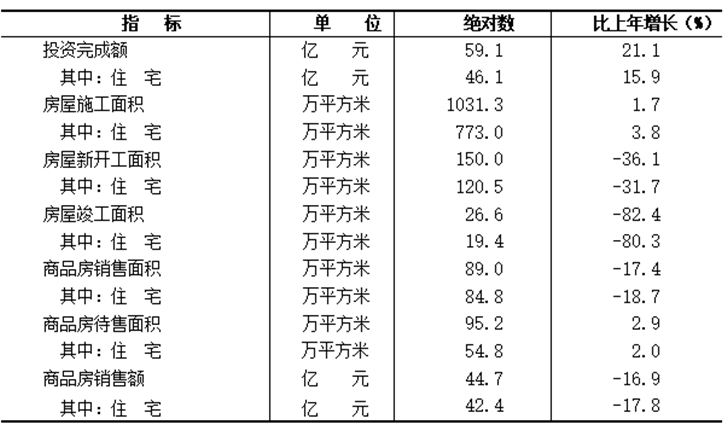 指 标 单 位 绝对数 比上年增长（%）
投资完成额 亿 元 59.1 21.1
其中：住 宅 亿 元 46.1 15.9
房屋施工面积 万平方米 1031.3 1.7
其中：住 宅 万平方米 773.0 3.8
房屋新开工面积 万平方米 150.0 -36.1
其中：住 宅 万平方米 120.5 -31.7
房屋竣工面积 万平方米 26.6 -82.4
其中：住 宅 万平方米 19.4 -80.3
商品房销售面积 万平方米 89.0 -17.4
其中：住 宅 万平方米 84.8 -18.7
商品房待售面积 万平方米 95.2 2.9
其中：住 宅 万平方米 54.8 2.0
商品房销售额 亿 元 44.7 -16.9
其中：住 宅 亿 元 42.4 -17.8